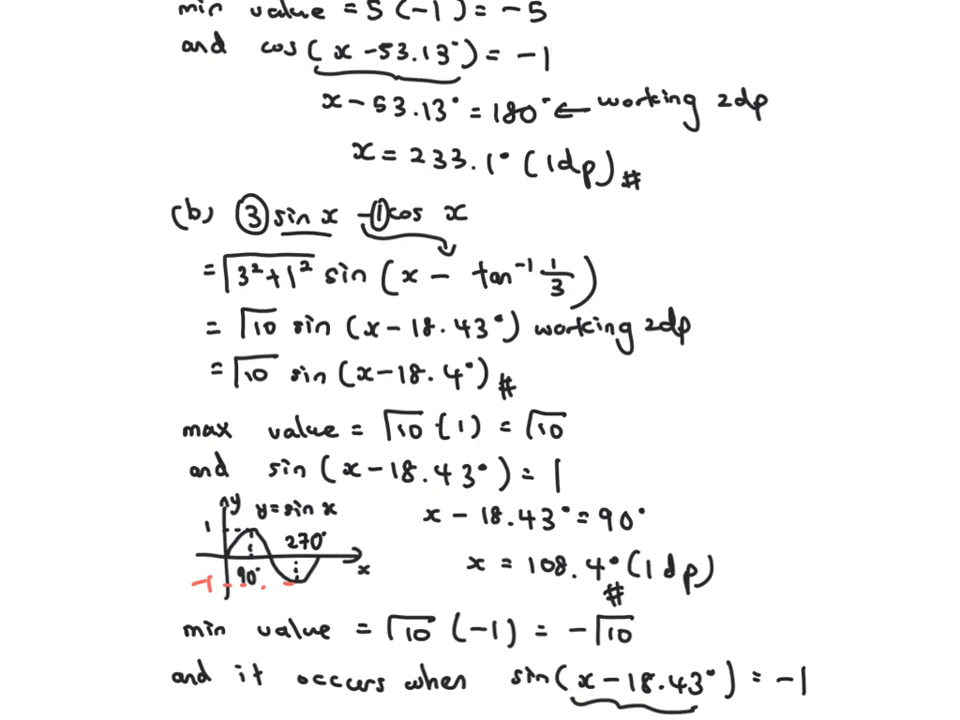 min value = 5(-1) = -5
and cos(x-53.13°) = -1
x-53.13° = 180° ← working 2dp
x = 233.1° (1dp) #
(b) 3 sin x -1 cos x
= √(3²+1²) sin (x - tan⁻¹ 1/3)
= √10 sin (x-18.43°) working 2dp
= √10 sin (x-18.4°) #
max value = √10 (1) = √10
and sin (x-18.43°) = 1
y y=sin x
x - 18.43° = 90°
1 270°
x = 108.4° (1dp) #
-1 90° x
min value = √10 (-1) = -√10
and it occurs when sin(x-18.43°) = -1